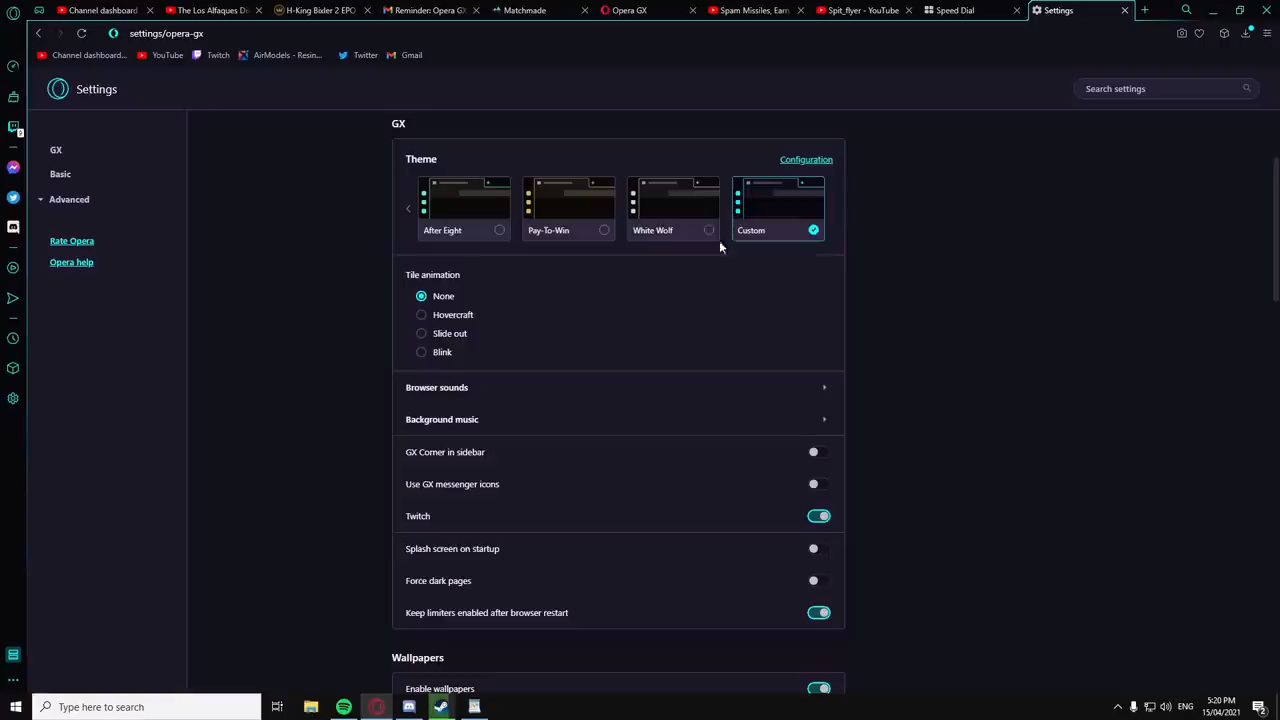 Channel dashboard
The Los Alfaques Dis
H-King Bixler 2 EPO
Reminder: Opera GX
Matchmade
Opera GX
Spam Missiles, Earn
Spit_flyer - YouTube
Speed Dial
Settings
settings/opera-gx
Channel dashboard...
YouTube
Twitch
AirModels - Resin...
Twitter
Gmail
Settings
Search settings
GX
Basic
Advanced
Rate Opera
Opera help
GX
Theme
Configuration
After Eight
Pay-To-Win
White Wolf
Custom
Tile animation
None
Hovercraft
Slide out
Blink
Browser sounds
Background music
GX Corner in sidebar
Use GX messenger icons
Twitch
Splash screen on startup
Force dark pages
Keep limiters enabled after browser restart
Wallpapers
Enable wallpapers
Type here to search
ENG
5:20 PM
15/04/2021
2